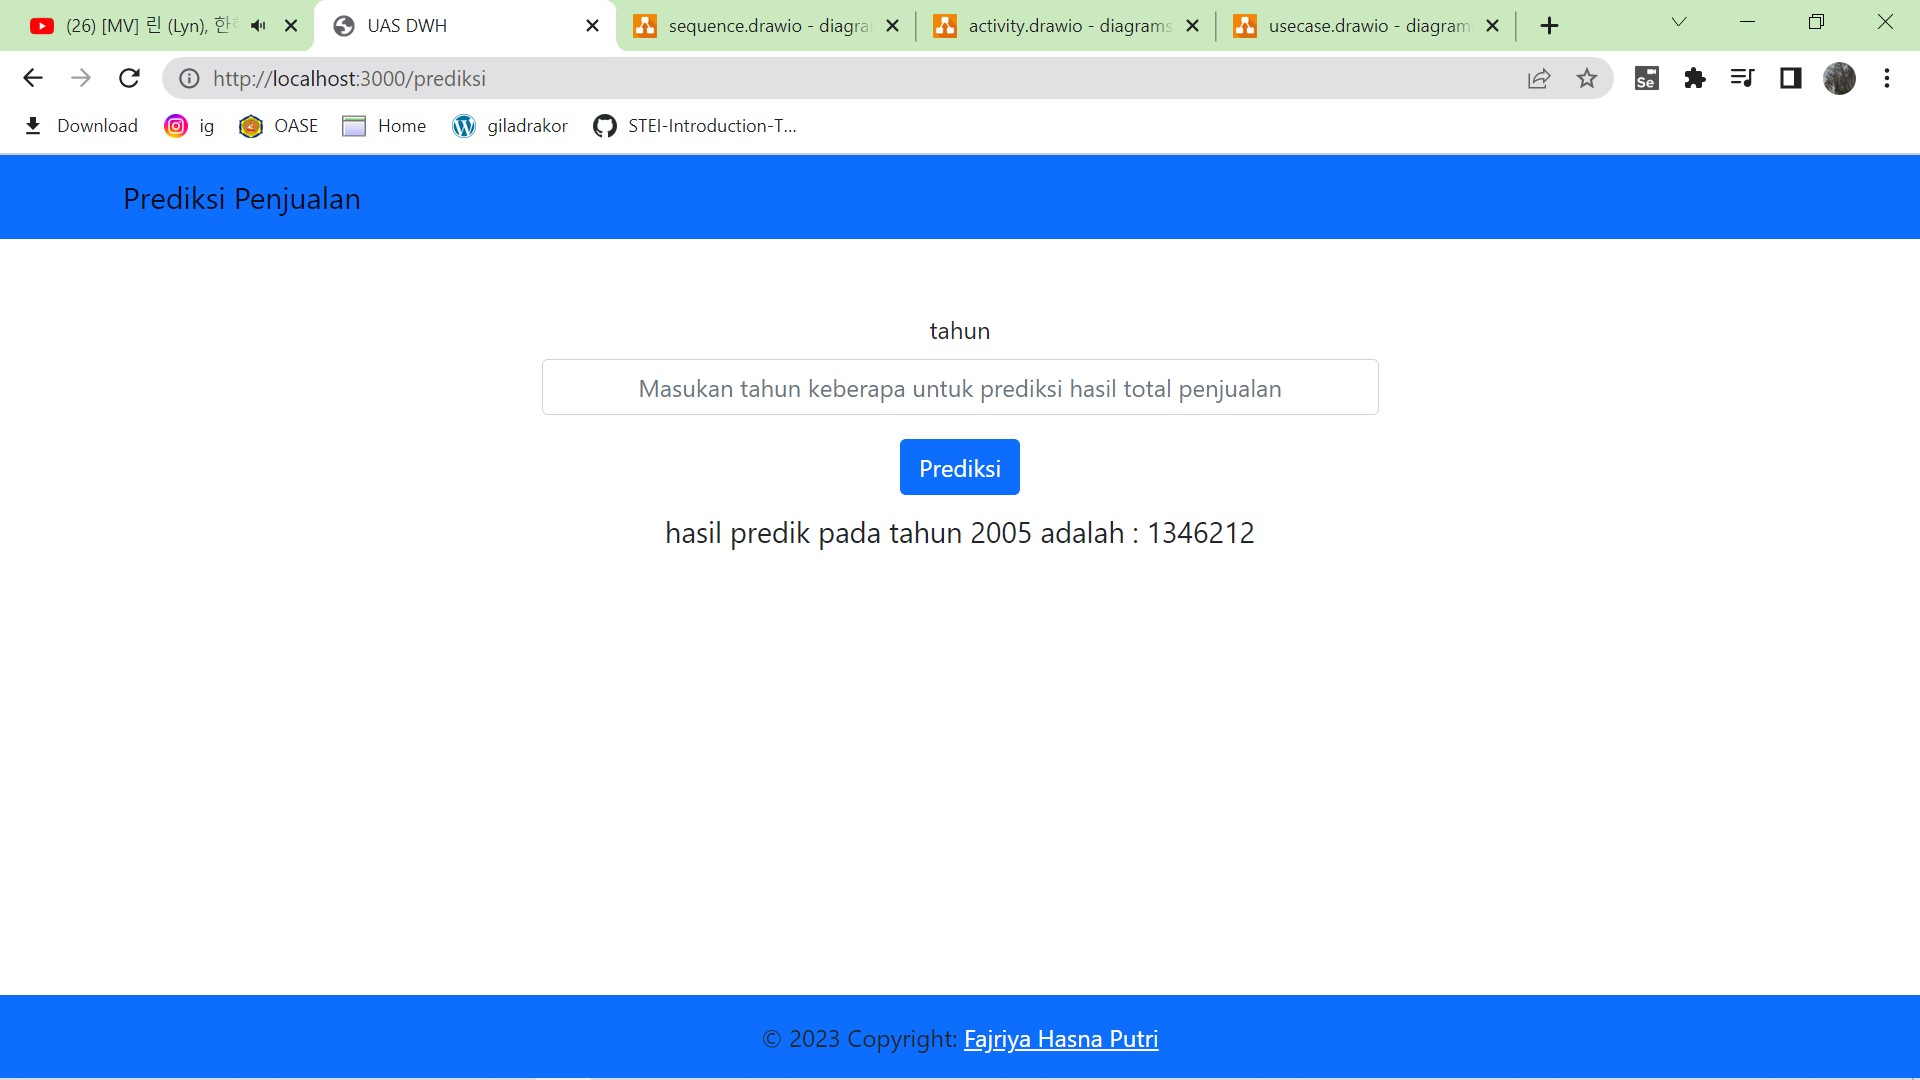 (26) [MV] 린 (Lyn), 한
UAS DWH
sequence.drawio - diagra
activity.drawio - diagrams
usecase.drawio - diagram
http://localhost:3000/prediksi
Se
Download
ig
OASE
Home
giladrakor
STEI-Introduction-T...
Prediksi Penjualan
tahun
Masukan tahun keberapa untuk prediksi hasil total penjualan
Prediksi
hasil predik pada tahun 2005 adalah : 1346212
© 2023 Copyright: Fajriya Hasna Putri